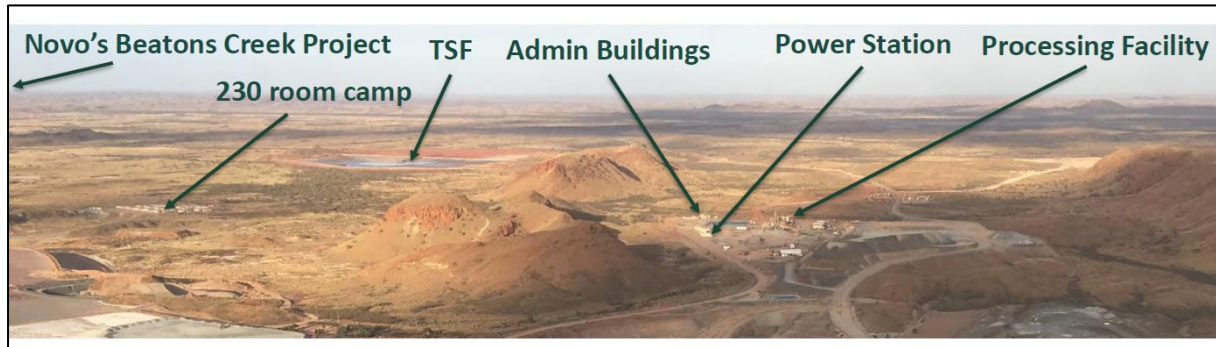 Novo's Beatons Creek Project
TSF
Admin Buildings
Power Station
Processing Facility
230 room camp